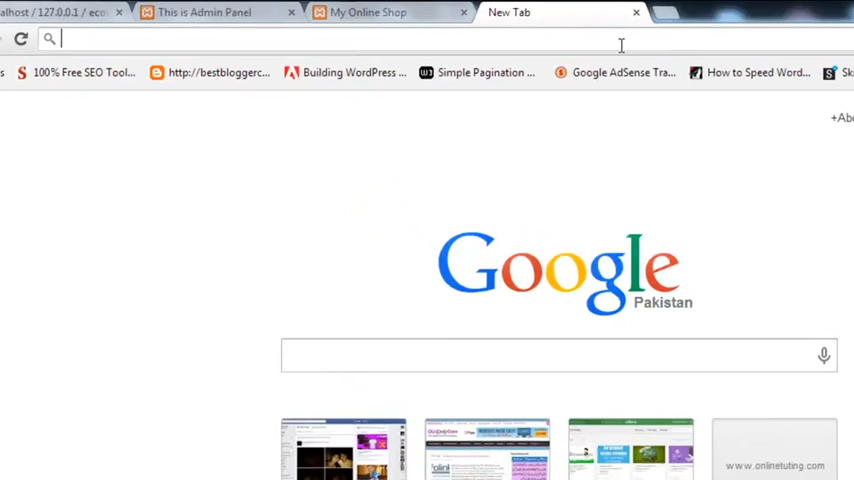 alhost / 127.0.0.1 / eco
This is Admin Panel
My Online Shop
New Tab
s
100% Free SEO Tool...
http://bestbloggerc...
Building WordPress ...
Simple Pagination ...
Google AdSense Tra...
How to Speed Word...
Ski
+Abo
Google
Pakistan
www.onlinetuting.com